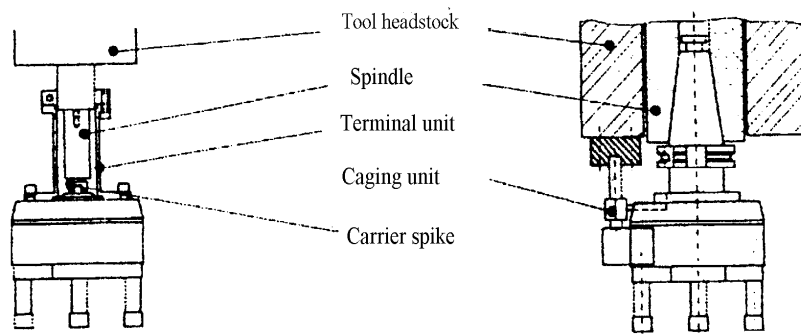 Tool headstock
Spindle
Terminal unit
Caging unit
Carrier spike